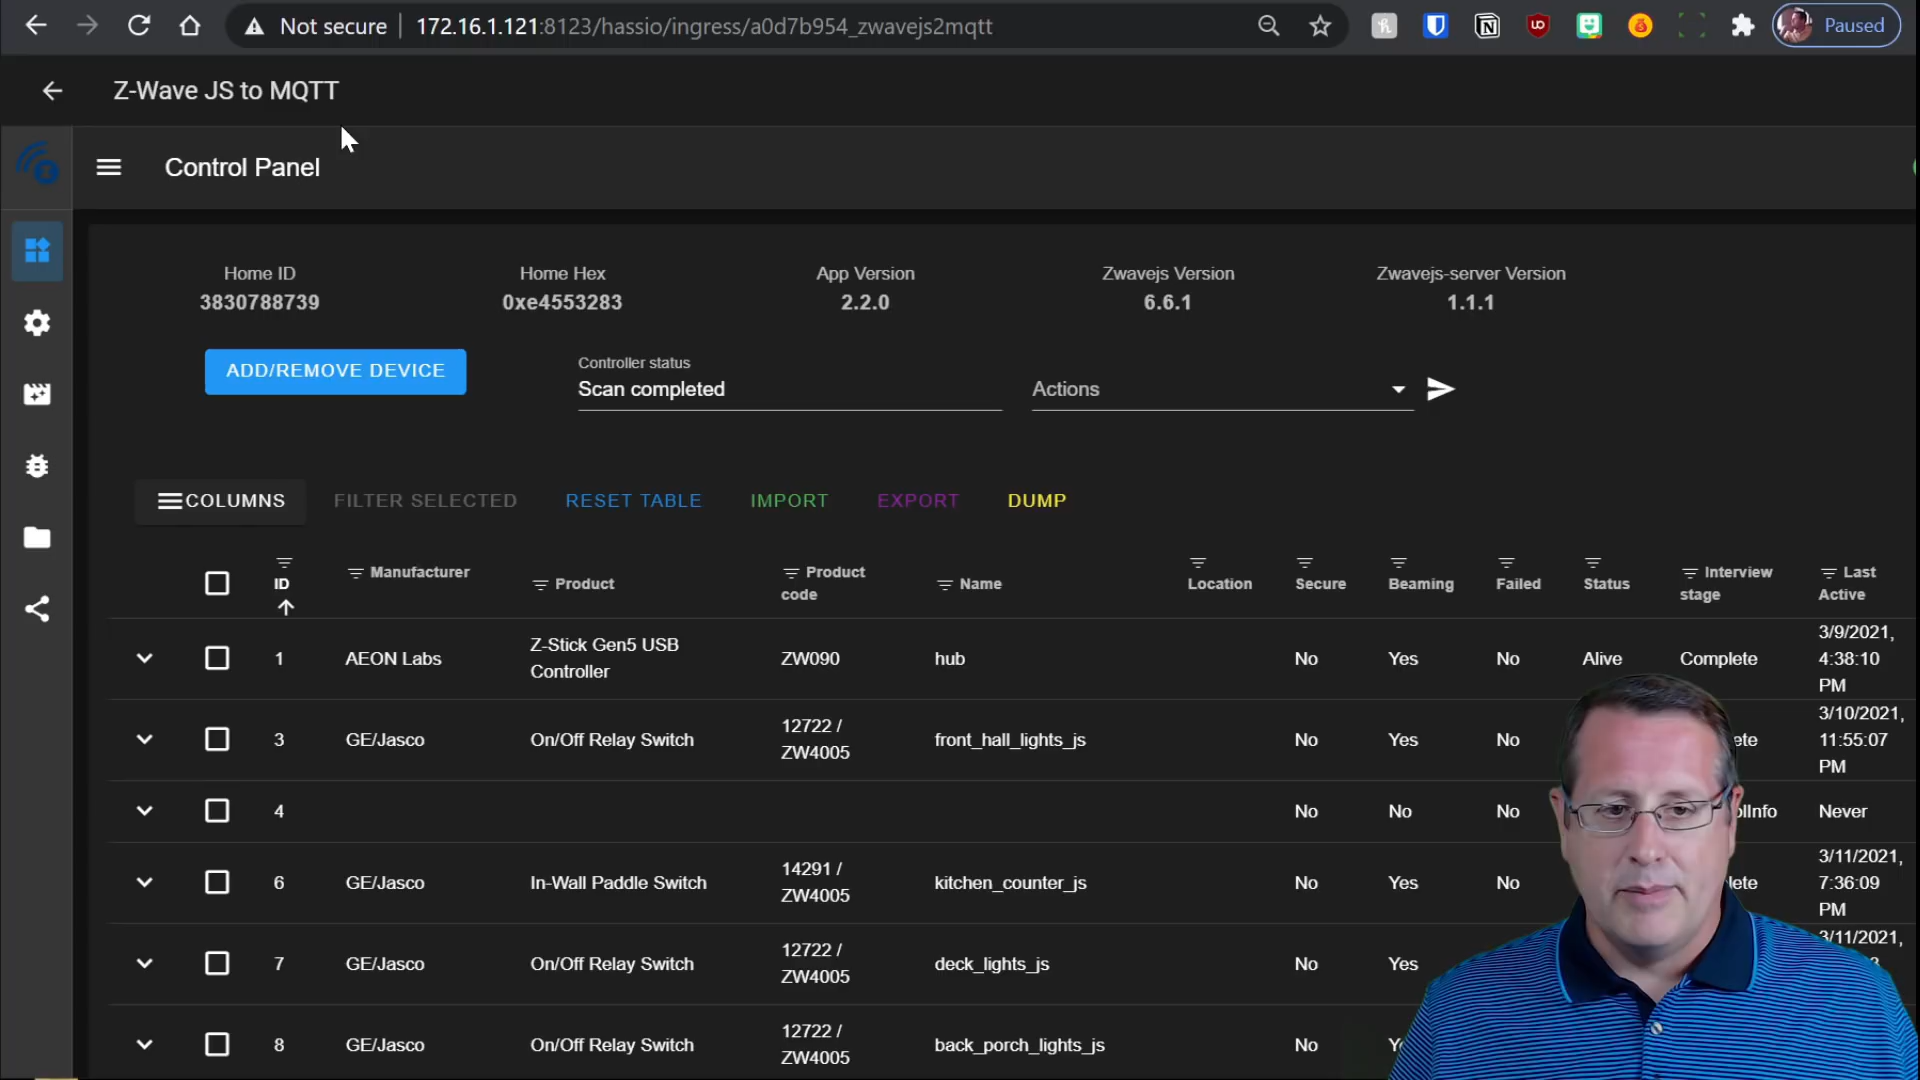 Not secure | 172.16.1.121:8123/hassio/ingress/a0d7b954_zwavejs2mqtt
Paused
Z-Wave JS to MQTT
Control Panel
Home ID
3830788739
Home Hex
0xe4553283
App Version
2.2.0
Zwavejs Version
6.6.1
Zwavejs-server Version
1.1.1
ADD/REMOVE DEVICE
Controller status
Scan completed
Actions
COLUMNS FILTER SELECTED RESET TABLE IMPORT EXPORT DUMP
ID Manufacturer Product Product code Name Location Secure Beaming Failed Status Interview stage Last Active
1 AEON Labs Z-Stick Gen5 USB Controller ZW090 hub No Yes No Alive Complete 3/9/2021, 4:38:10 PM
3 GE/Jasco On/Off Relay Switch 12722 / ZW4005 front_hall_lights_js No Yes No ete 3/10/2021, 11:55:07 PM
4 No No No olInfo Never
6 GE/Jasco In-Wall Paddle Switch 14291 / ZW4005 kitchen_counter_js No Yes No lete 3/11/2021, 7:36:09 PM
7 GE/Jasco On/Off Relay Switch 12722 / ZW4005 deck_lights_js No Yes 3/11/2021,
8 GE/Jasco On/Off Relay Switch 12722 / ZW4005 back_porch_lights_js No